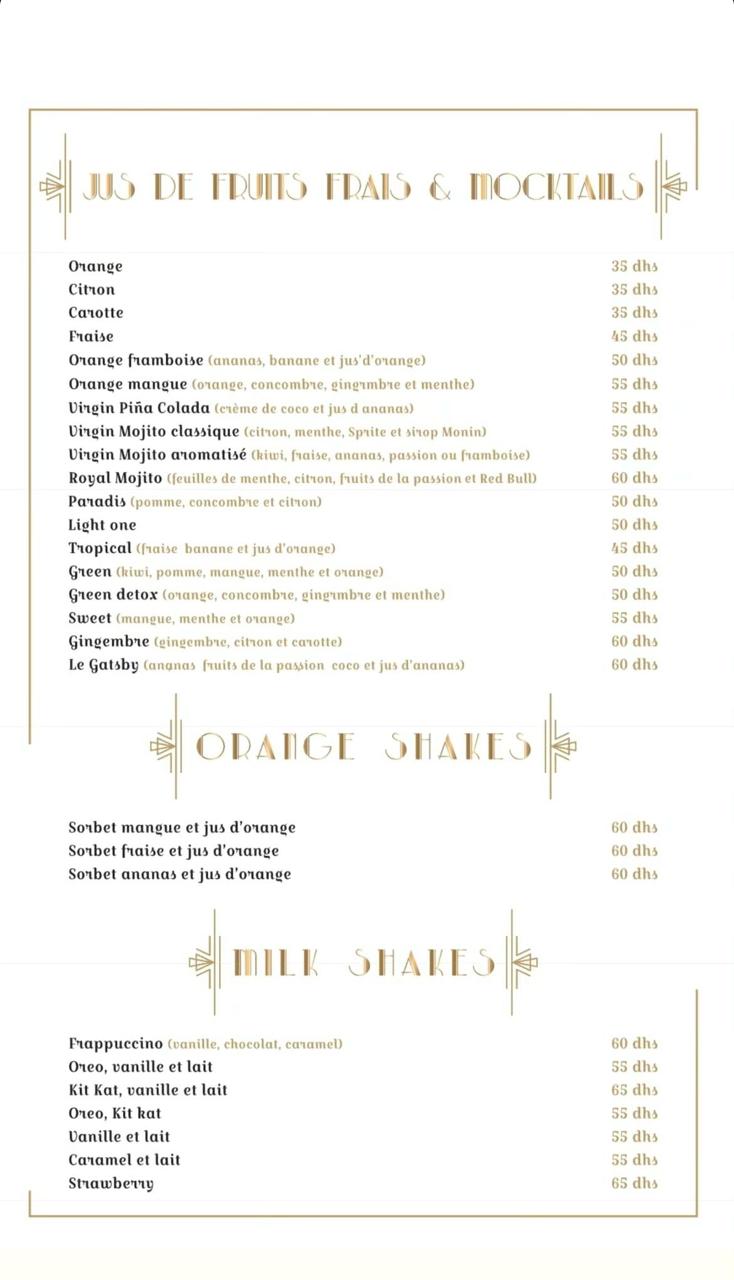 JUS DE FRUITS FRAIS & MOCKTAILS
Orange 35 dhs
Citron 35 dhs
Carotte 35 dhs
Fraise 45 dhs
Orange framboise (ananas, banane et jus'd'orange) 50 dhs
Orange mangue (orange, concombre, gingrmbre et menthe) 55 dhs
Virgin Piña Colada (crème de coco et jus d ananas) 55 dhs
Virgin Mojito classique (citron, menthe, Sprite et sirop Monin) 55 dhs
Virgin Mojito aromatisé (kiwi, fraise, ananas, passion ou framboise) 55 dhs
Royal Mojito (feuilles de menthe, citron, fruits de la passion et Red Bull) 60 dhs
Paradis (pomme, concombre et citron) 50 dhs
Light one 50 dhs
Tropical (fraise banane et jus d'orange) 45 dhs
Green (kiwi, pomme, mangue, menthe et orange) 50 dhs
Green detox (orange, concombre, gingrmbre et menthe) 50 dhs
Sweet (mangue, menthe et orange) 55 dhs
Gingembre (gingembre, citron et carotte) 60 dhs
Le Gatsby (ananas fruits de la passion coco et jus d'ananas) 60 dhs
ORANGE SHAKES
Sorbet mangue et jus d'orange 60 dhs
Sorbet fraise et jus d'orange 60 dhs
Sorbet ananas et jus d'orange 60 dhs
MILK SHAKES
Frappuccino (vanille, chocolat, caramel) 60 dhs
Oreo, vanille et lait 55 dhs
Kit Kat, vanille et lait 65 dhs
Oreo, Kit kat 55 dhs
Vanille et lait 55 dhs
Caramel et lait 55 dhs
Strawberry 65 dhs